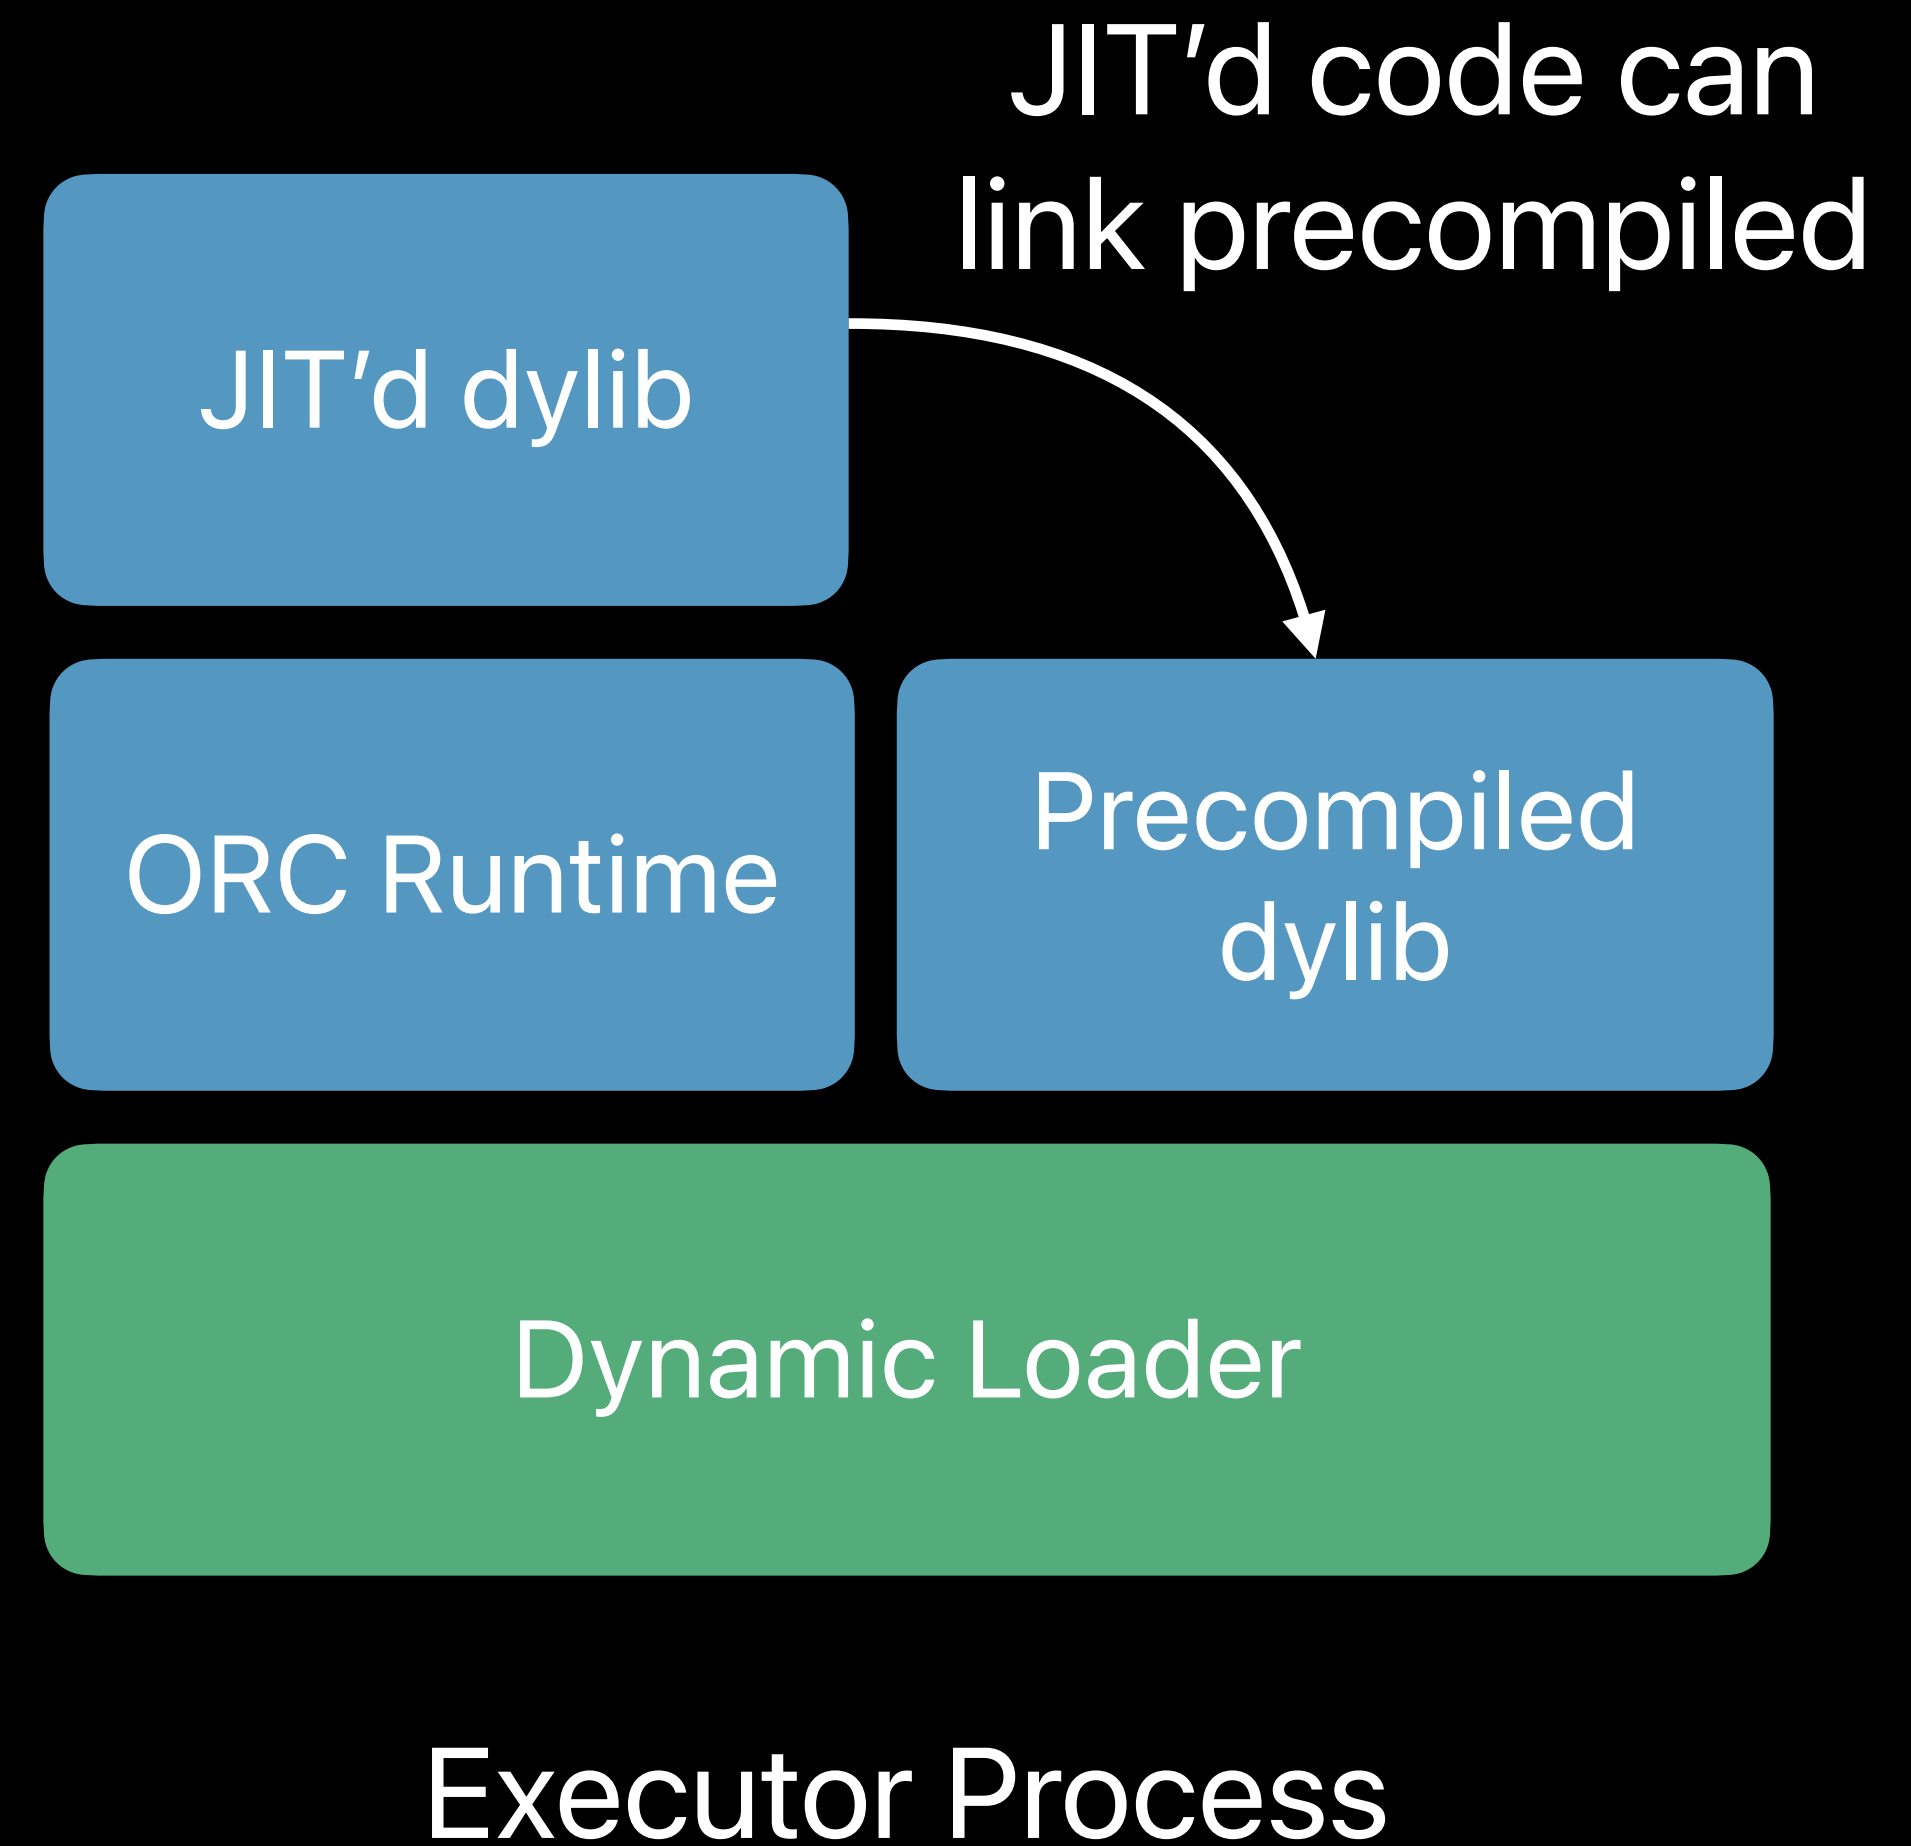 JIT’d code can
link precompiled
JIT’d dylib
ORC Runtime
Precompiled
dylib
Dynamic Loader
Executor Process